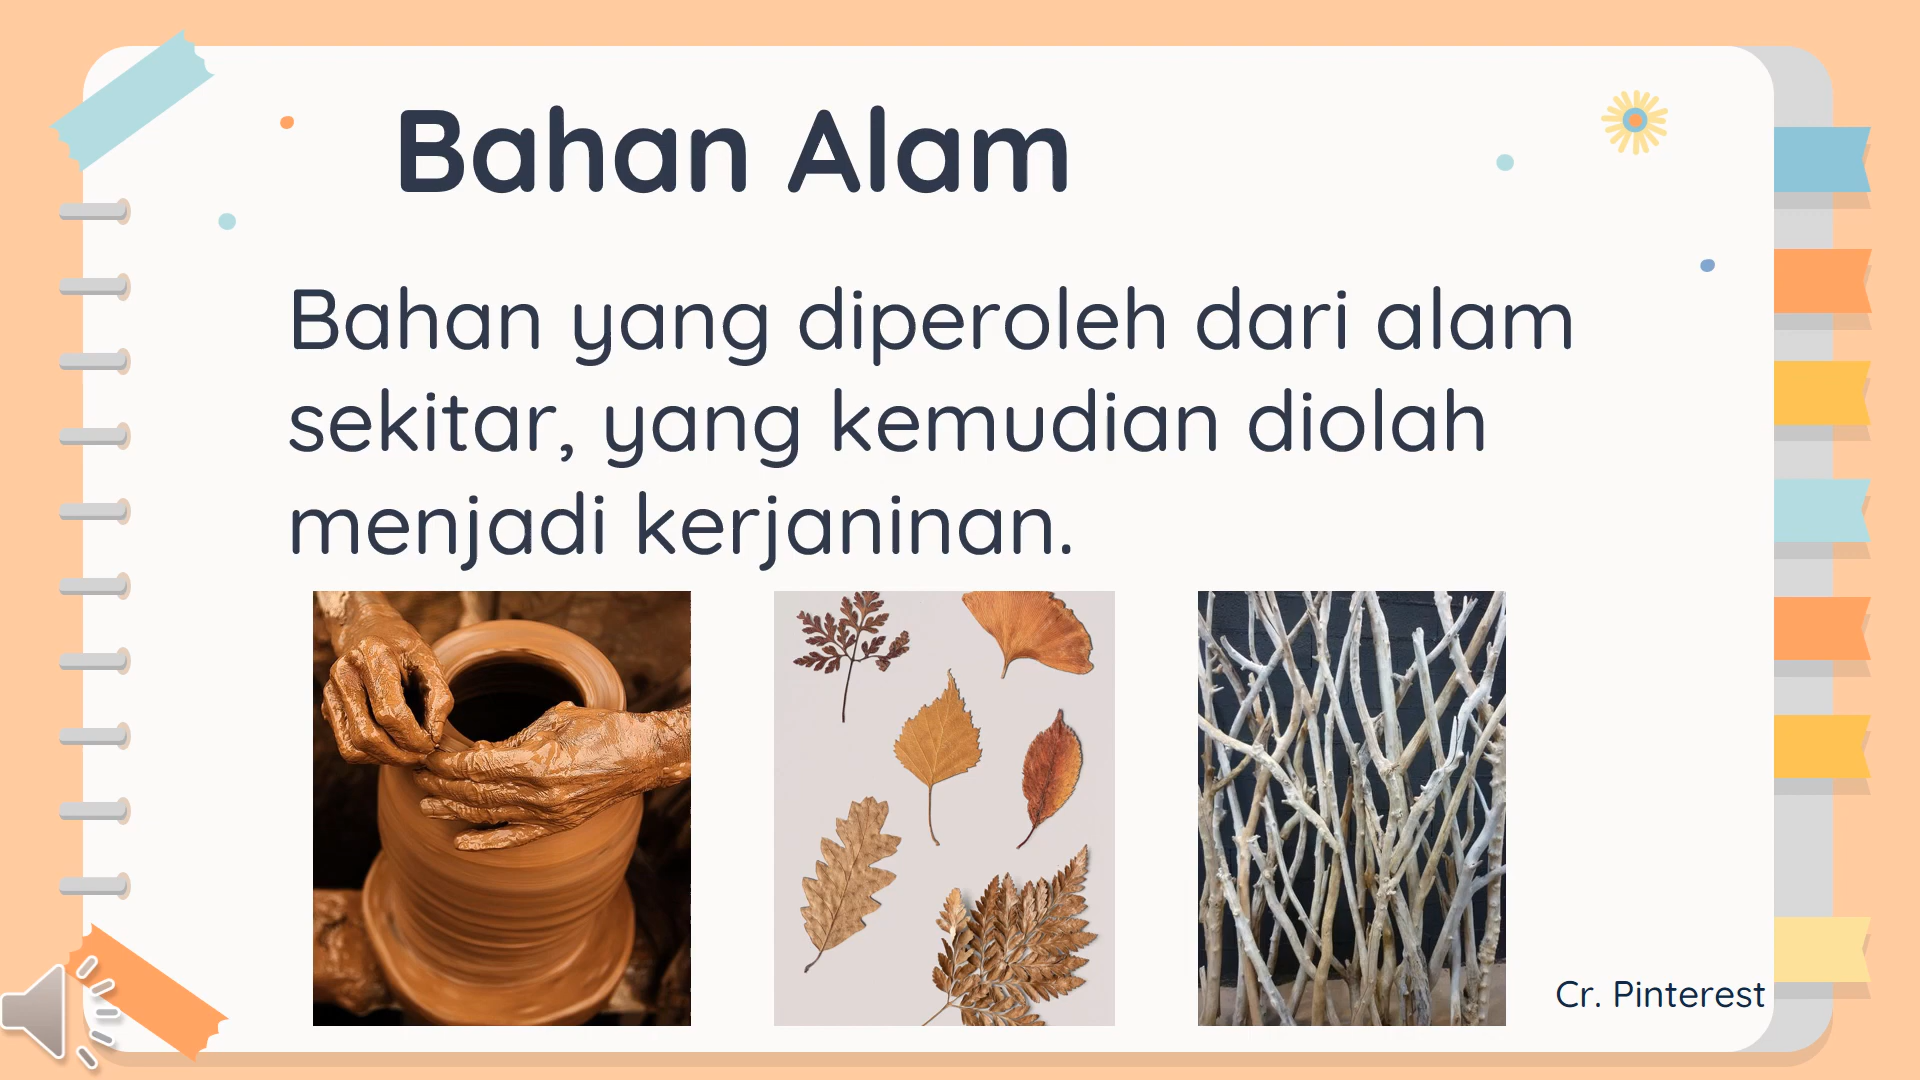 Bahan Alam
Bahan yang diperoleh dari alam
sekitar, yang kemudian diolah
menjadi kerjaninan.
Cr. Pinterest